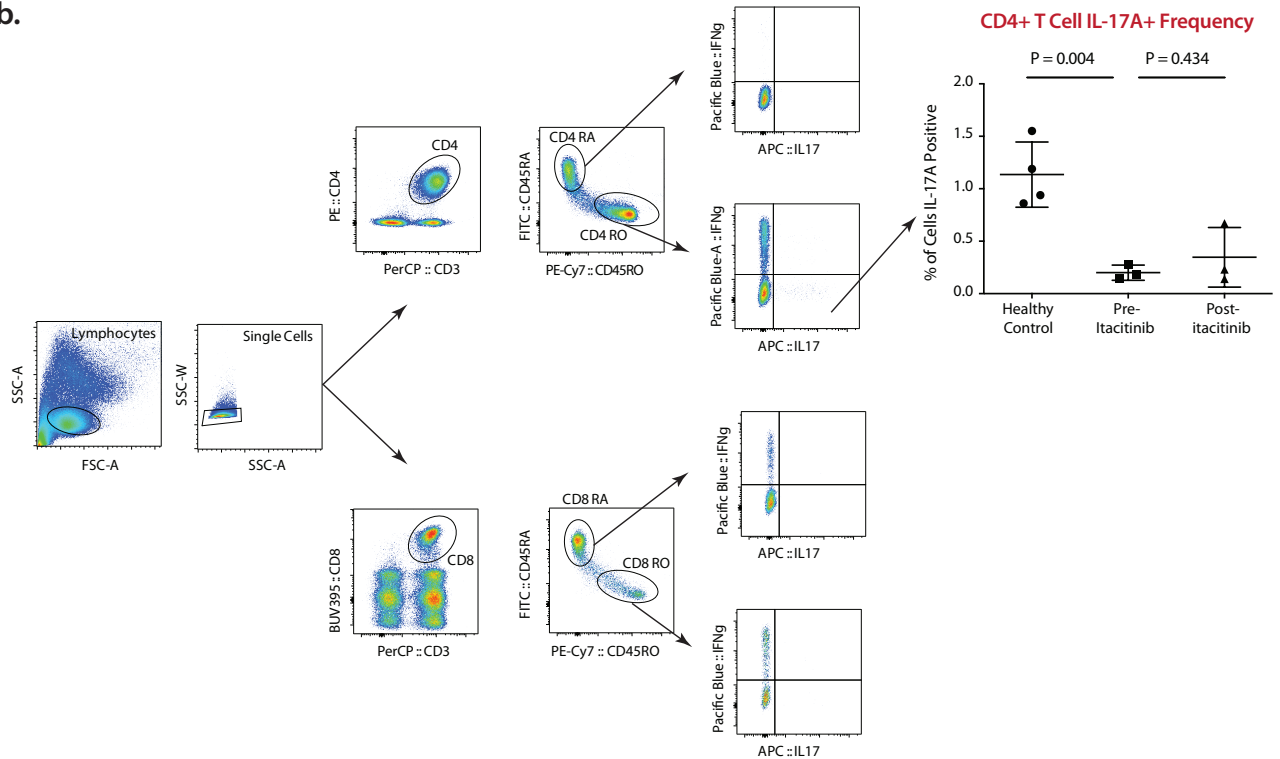 b.
CD4+ T Cell IL-17A+ Frequency
P = 0.004
P = 0.434
% of Cells IL-17A Positive
2.0
1.5
1.0
0.5
0.0
Healthy
Control
Pre-
Itacitinib
Post-
itacitinib
Pacific Blue :: IFNg
APC :: IL17
CD4
PE :: CD4
PerCP :: CD3
CD4 RA
FITC :: CD45RA
CD4 RO
PE-Cy7 :: CD45RO
Pacific Blue-A :: IFNg
APC :: IL17
Lymphocytes
SSC-A
FSC-A
Single Cells
SSC-W
SSC-A
CD8
BUV395 :: CD8
PerCP :: CD3
CD8 RA
FITC :: CD45RA
CD8 RO
PE-Cy7 :: CD45RO
Pacific Blue :: IFNg
APC :: IL17
Pacific Blue :: IFNg
APC :: IL17